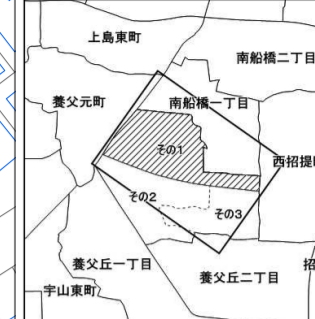 上島東町
南船橋二丁目
養父元町
南船橋一丁目
その1
西招提
その2
その3
養父丘一丁目
養父丘二丁目
招
宇山東町